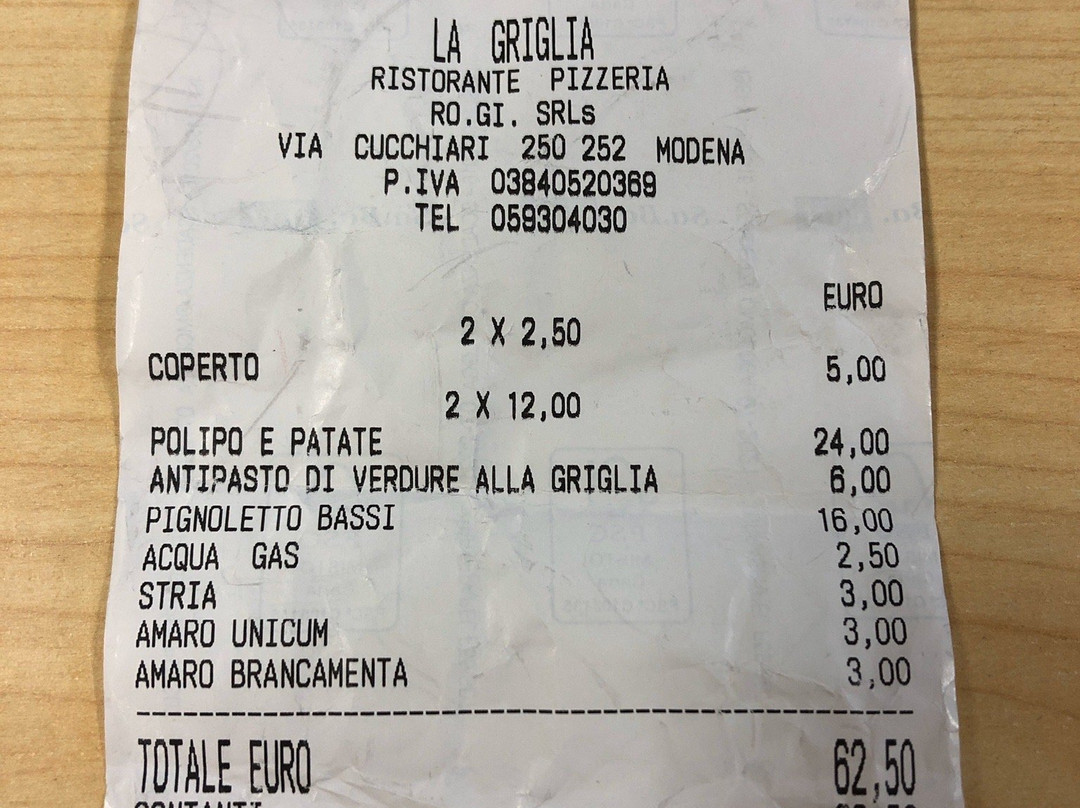 LA GRIGLIA
RISTORANTE PIZZERIA
RO.GI. SRLs
VIA CUCCHIARI 250 252 MODENA
P.IVA 03840520369
TEL 059304030
EURO
2 X 2,50
COPERTO 5,00
2 X 12,00
POLIPO E PATATE 24,00
ANTIPASTO DI VERDURE ALLA GRIGLIA 6,00
PIGNOLETTO BASSI 16,00
ACQUA GAS 2,50
STRIA 3,00
AMARO UNICUM 3,00
AMARO BRANCAMENTA 3,00
TOTALE EURO 62,50